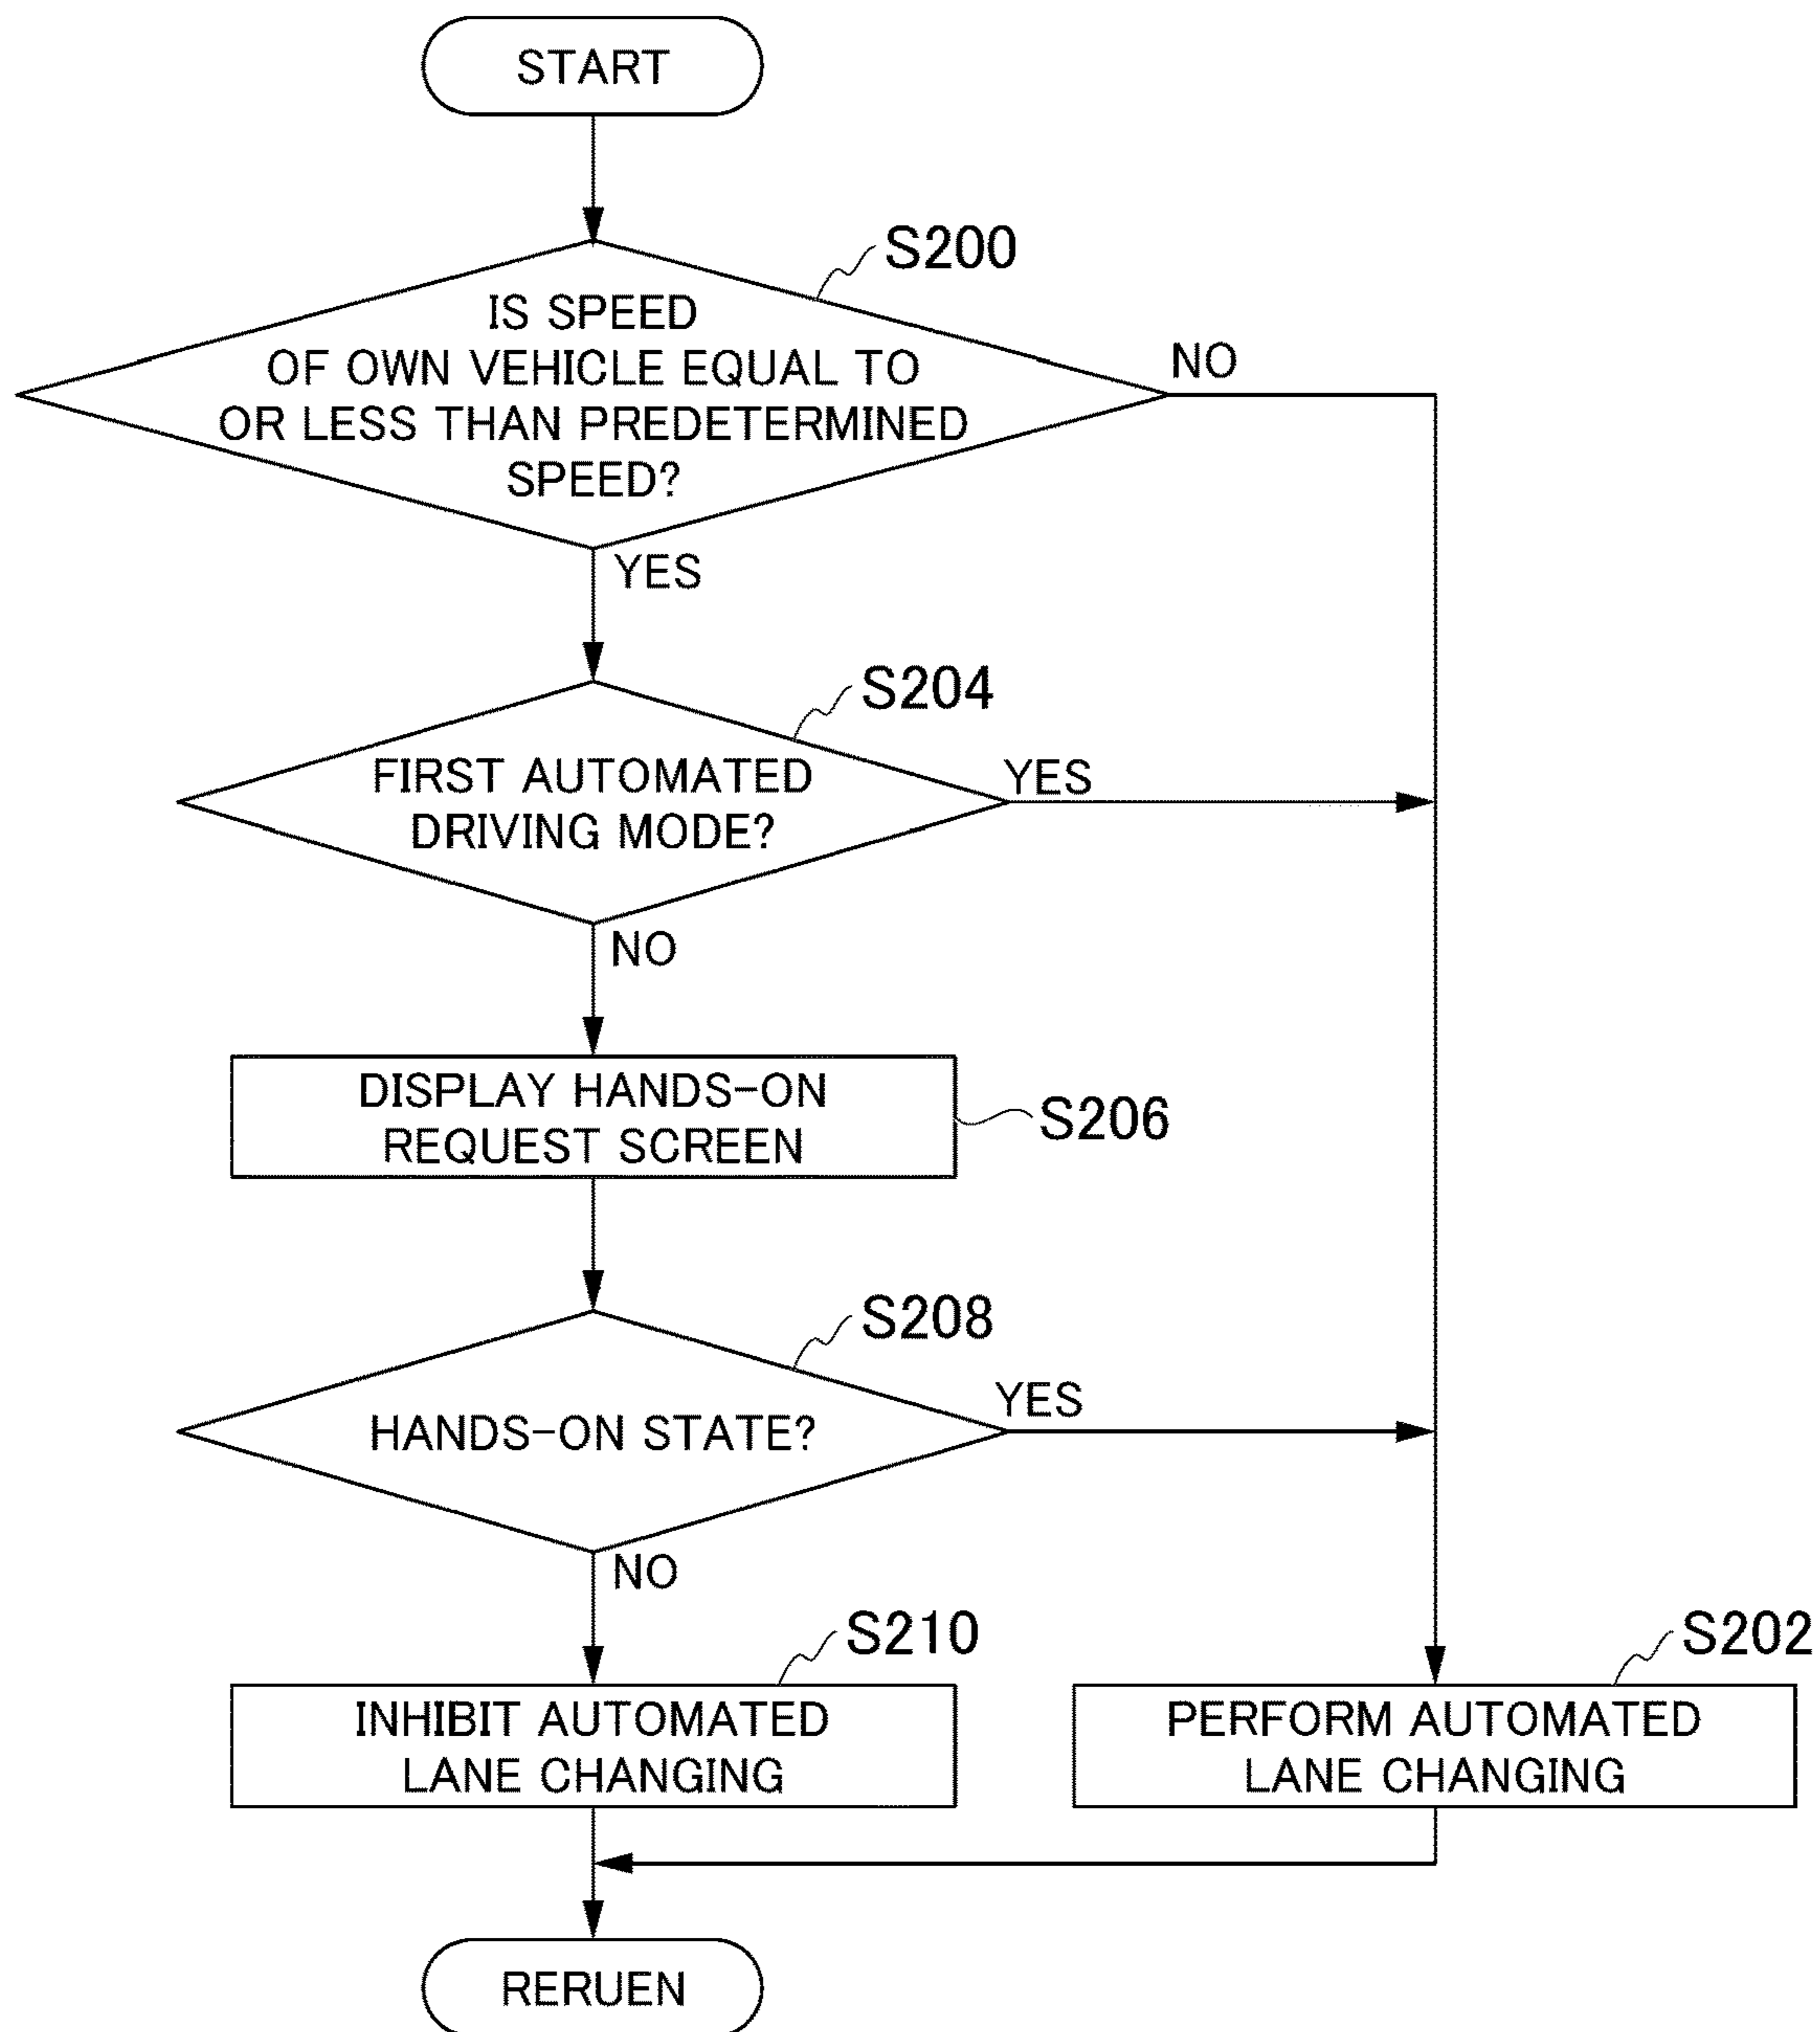 START
S200
IS SPEED
OF OWN VEHICLE EQUAL TO
OR LESS THAN PREDETERMINED
SPEED?
NO
YES
S204
FIRST AUTOMATED
DRIVING MODE?
YES
NO
DISPLAY HANDS-ON
REQUEST SCREEN
S206
S208
HANDS-ON STATE?
YES
NO
S210
INHIBIT AUTOMATED
LANE CHANGING
S202
PERFORM AUTOMATED
LANE CHANGING
RERUEN